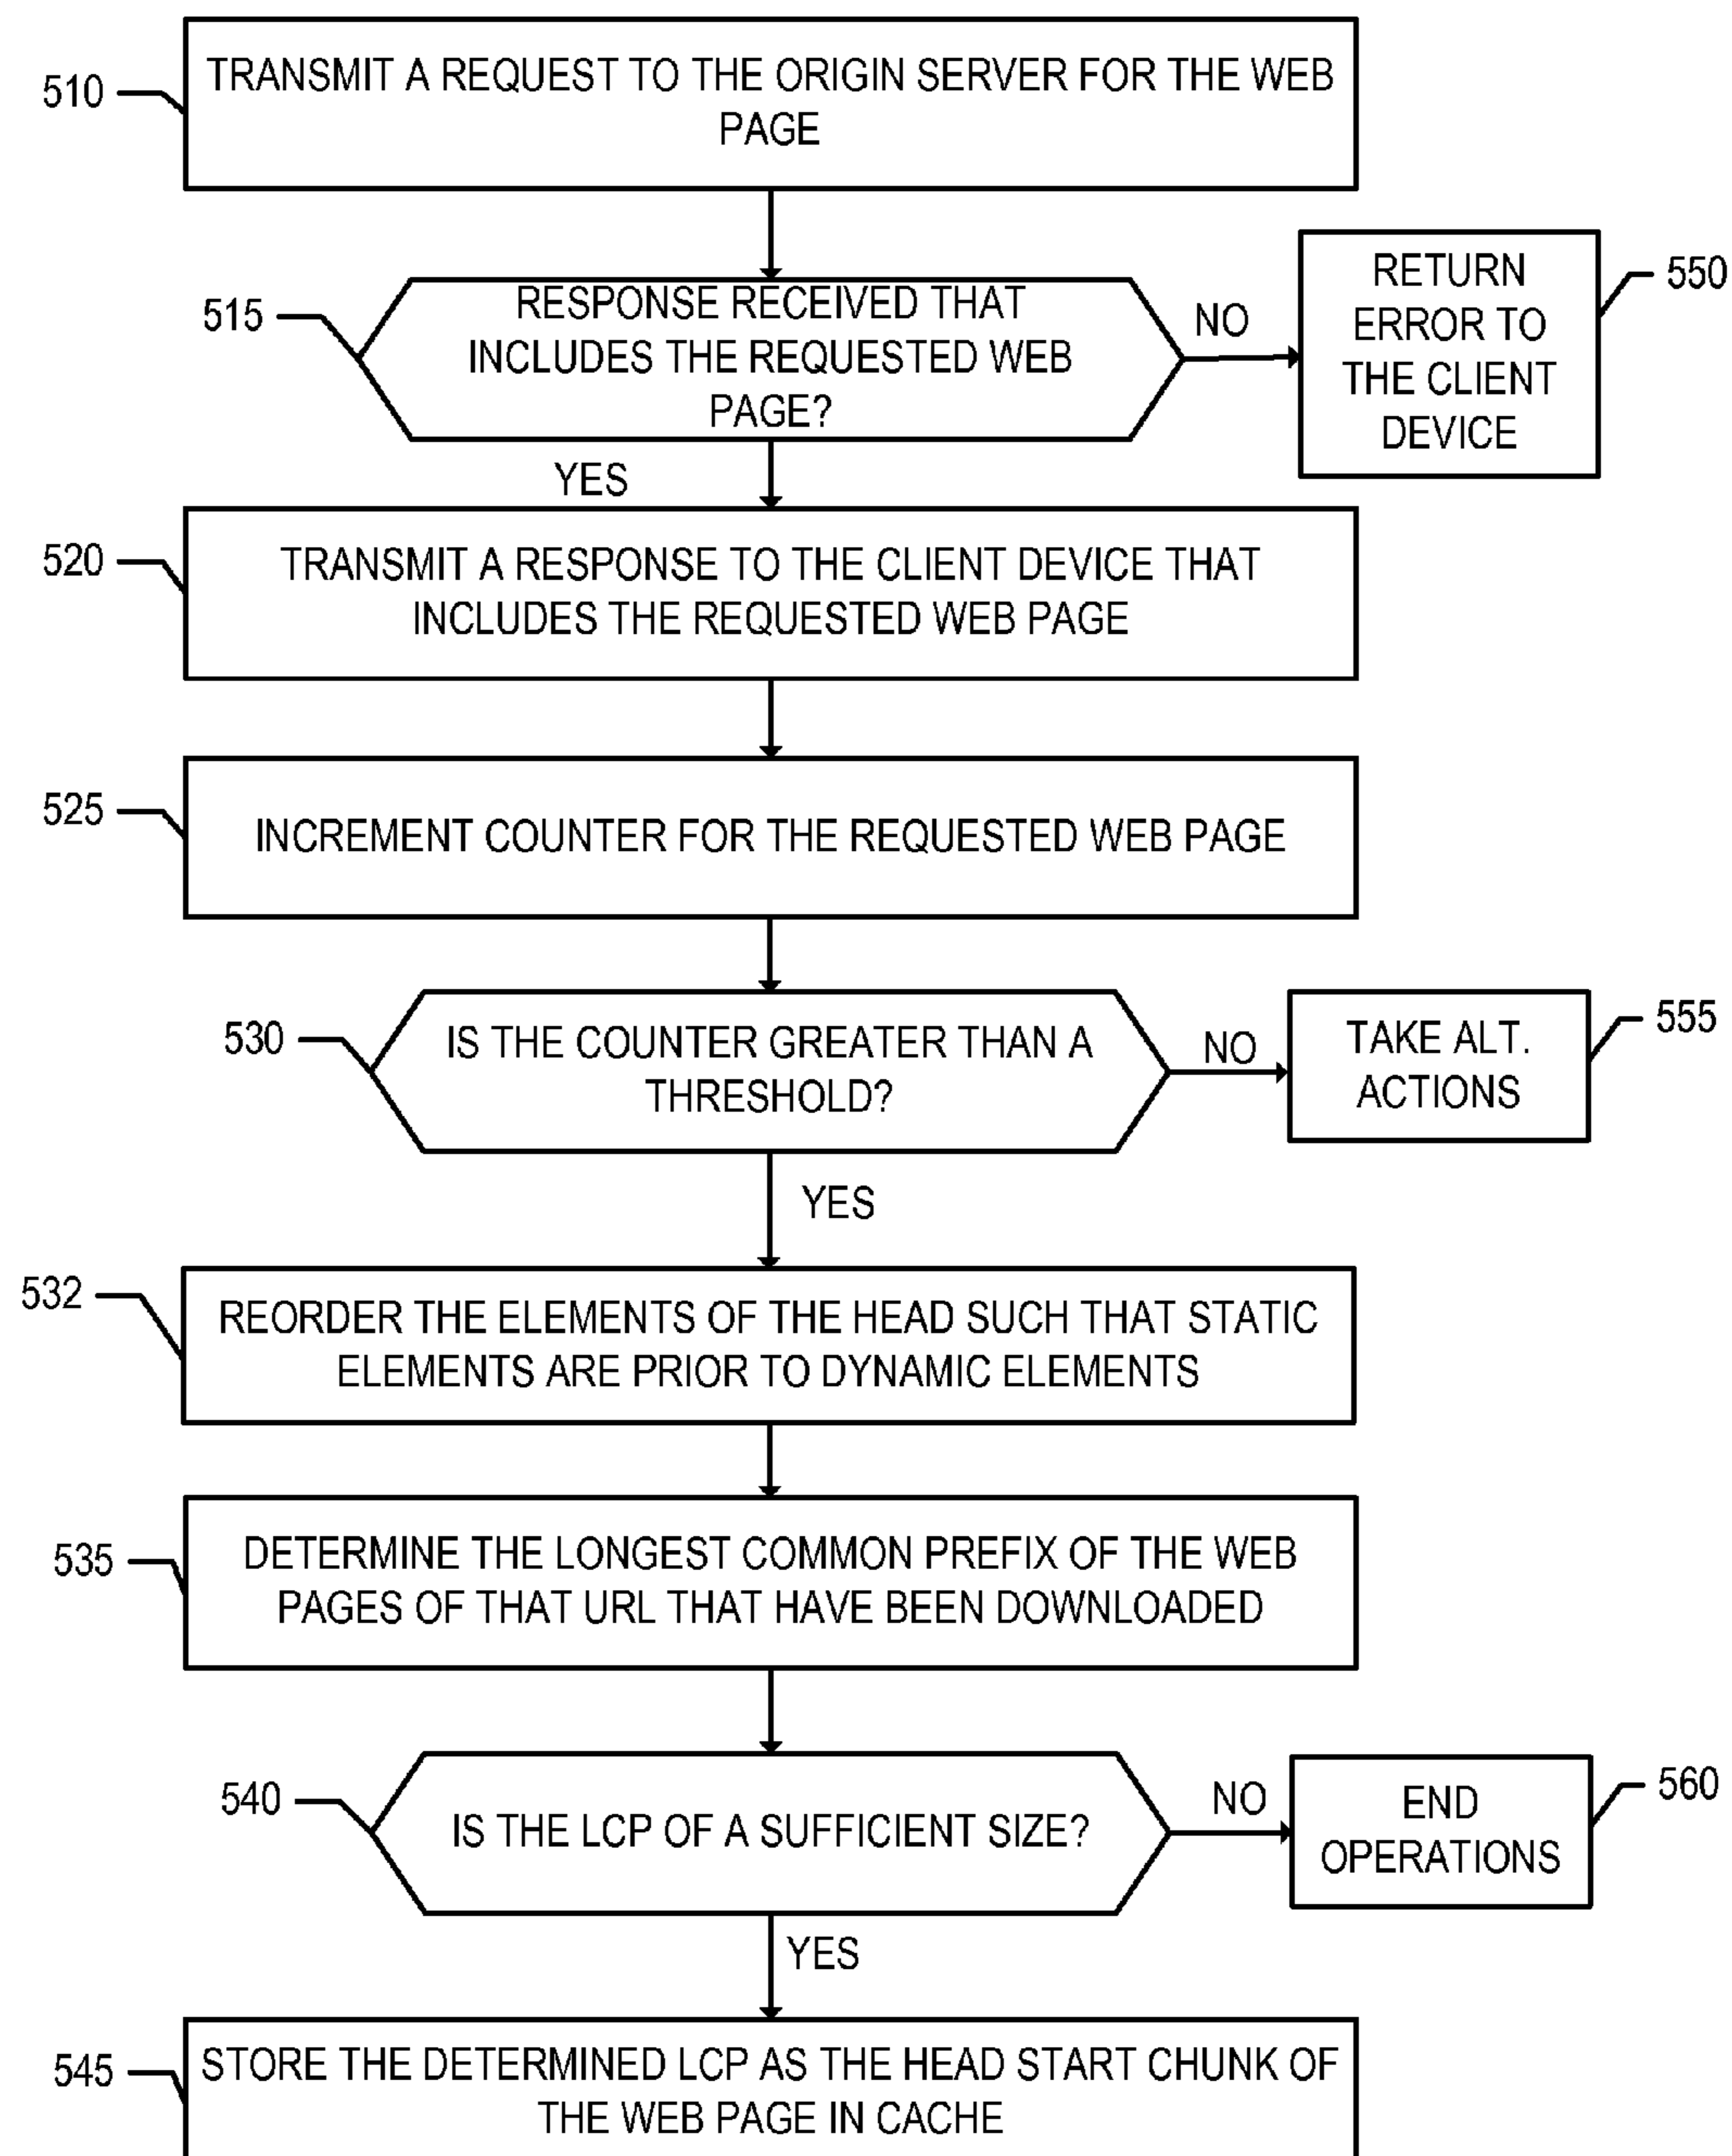 510
TRANSMIT A REQUEST TO THE ORIGIN SERVER FOR THE WEB
PAGE
515
RESPONSE RECEIVED THAT
INCLUDES THE REQUESTED WEB
PAGE?
NO
RETURN
ERROR TO
THE CLIENT
DEVICE
550
YES
520
TRANSMIT A RESPONSE TO THE CLIENT DEVICE THAT
INCLUDES THE REQUESTED WEB PAGE
525
INCREMENT COUNTER FOR THE REQUESTED WEB PAGE
530
IS THE COUNTER GREATER THAN A
THRESHOLD?
NO
TAKE ALT.
ACTIONS
555
YES
532
REORDER THE ELEMENTS OF THE HEAD SUCH THAT STATIC
ELEMENTS ARE PRIOR TO DYNAMIC ELEMENTS
535
DETERMINE THE LONGEST COMMON PREFIX OF THE WEB
PAGES OF THAT URL THAT HAVE BEEN DOWNLOADED
540
IS THE LCP OF A SUFFICIENT SIZE?
NO
END
OPERATIONS
560
YES
545
STORE THE DETERMINED LCP AS THE HEAD START CHUNK OF
THE WEB PAGE IN CACHE